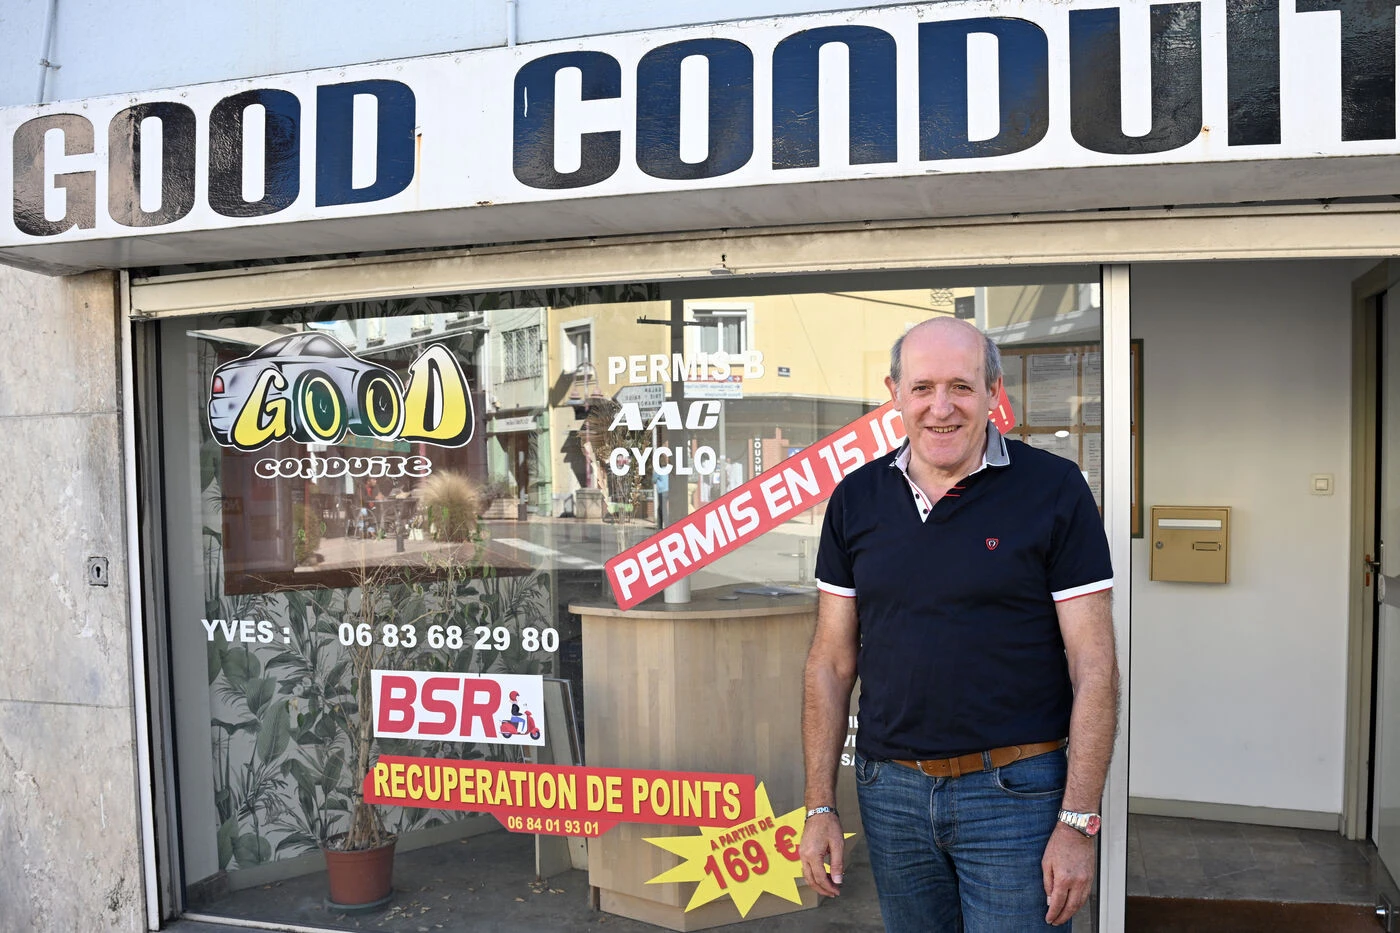 GOOD CONDUIT
GOOD
CONDUITE
PERMIS B
AAC
CYCLO
PERMIS EN 15 JO
YVES : 06 83 68 29 80
BSR
RECUPERATION DE POINTS
06 84 01 93 01
A PARTIR DE
169 €